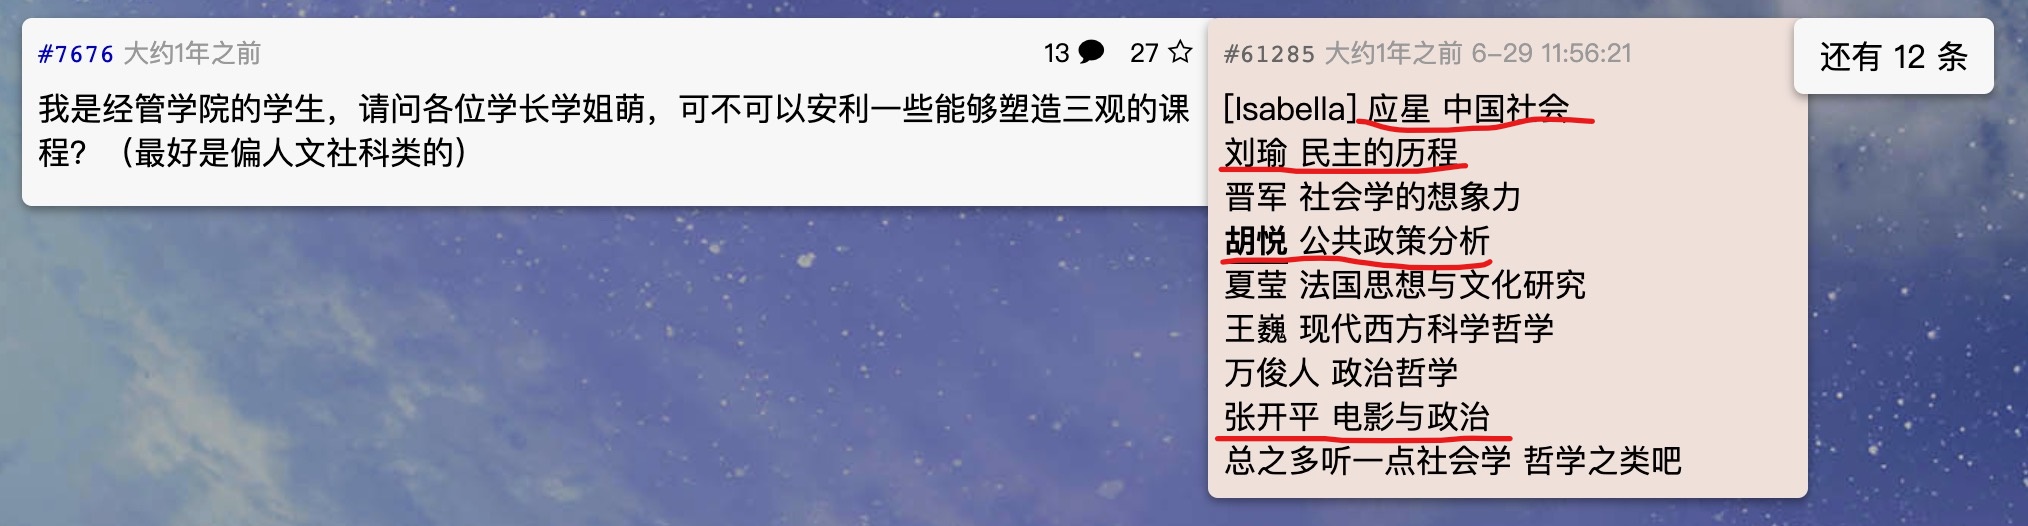 #7676 大约1年之前 13 27
我是经管学院的学生，请问各位学长学姐萌，可不可以安利一些能够塑造三观的课
程？（最好是偏人文社科类的）
#61285 大约1年之前 6-29 11:56:21
[Isabella] 应星 中国社会
刘瑜 民主的历程
晋军 社会学的想象力
胡悦 公共政策分析
夏莹 法国思想与文化研究
王巍 现代西方科学哲学
万俊人 政治哲学
张开平 电影与政治
总之多听一点社会学 哲学之类吧
还有 12 条